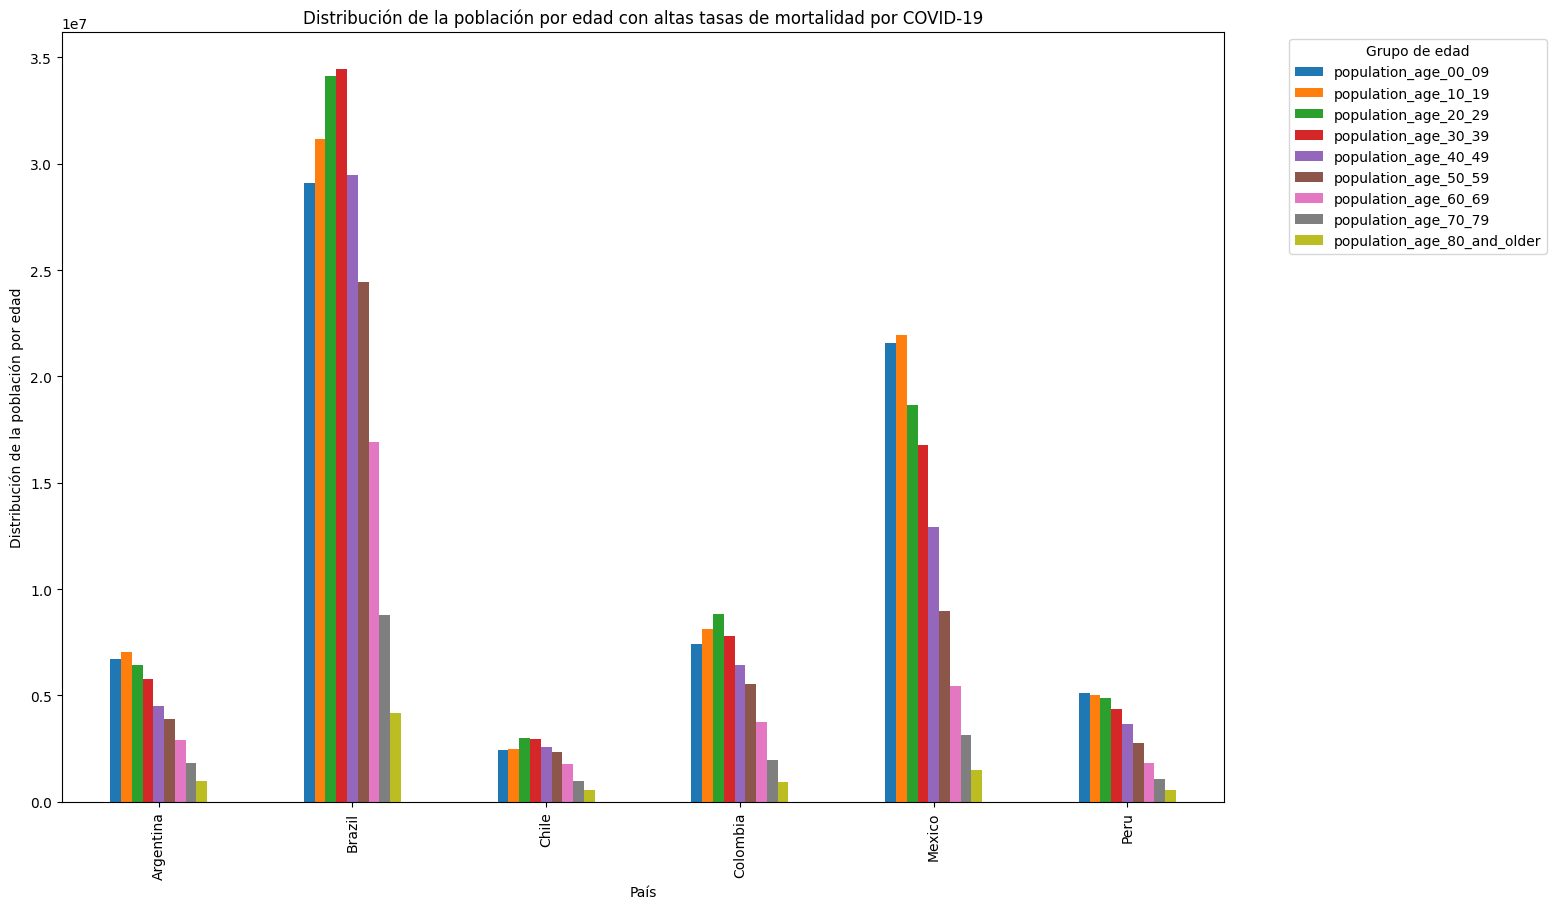 Distribución de la población por edad con altas tasas de mortalidad por COVID-19
1e7
3.5
3.0
2.5
2.0
1.5
1.0
0.5
0.0
Distribución de la población por edad
Argentina
Brazil
Chile
Colombia
Mexico
Peru
País
Grupo de edad
population_age_00_09
population_age_10_19
population_age_20_29
population_age_30_39
population_age_40_49
population_age_50_59
population_age_60_69
population_age_70_79
population_age_80_and_older